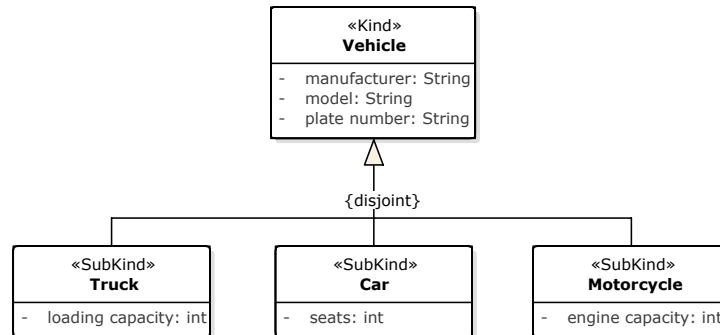 «Kind»
Vehicle
- manufacturer: String
- model: String
- plate number: String
{disjoint}
«SubKind»
Truck
- loading capacity: int
«SubKind»
Car
- seats: int
«SubKind»
Motorcycle
- engine capacity: int